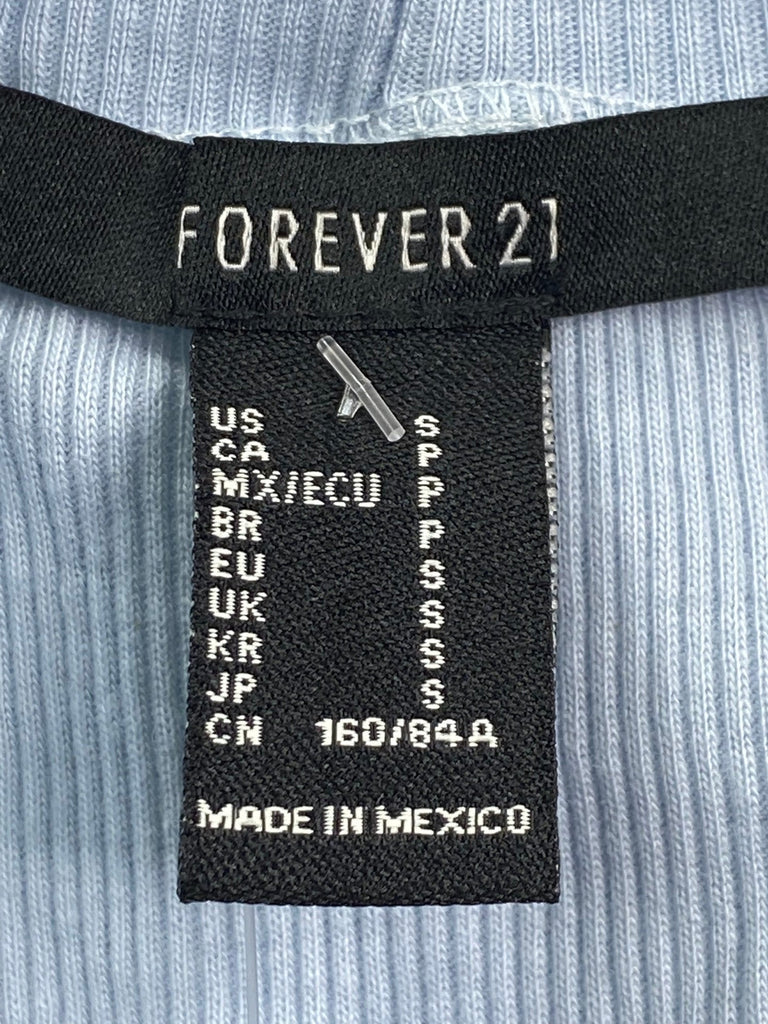 FOREVER 21
US S
CA P
MX/ECU P
BR P
EU S
UK S
KR S
JP S
CN 160/84A
MADE IN MEXICO